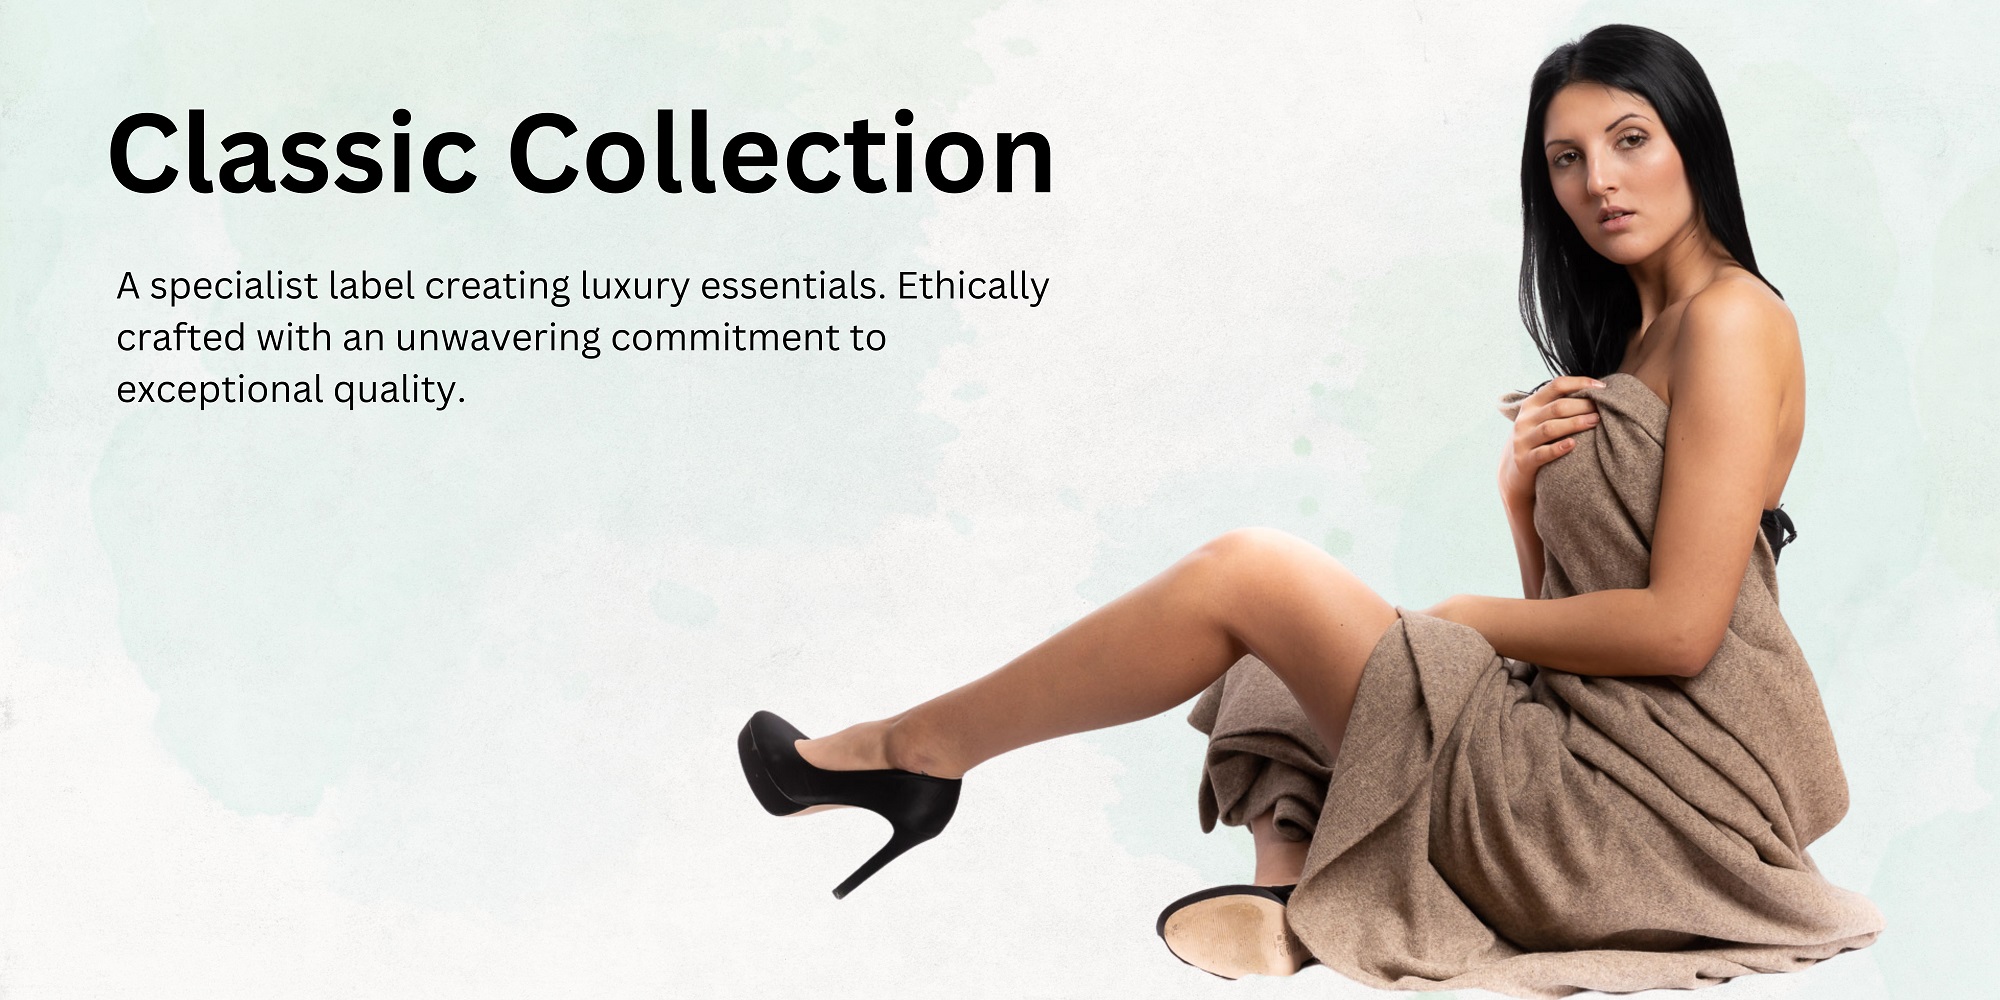 Classic Collection
A specialist label creating luxury essentials. Ethically
crafted with an unwavering commitment to
exceptional quality.